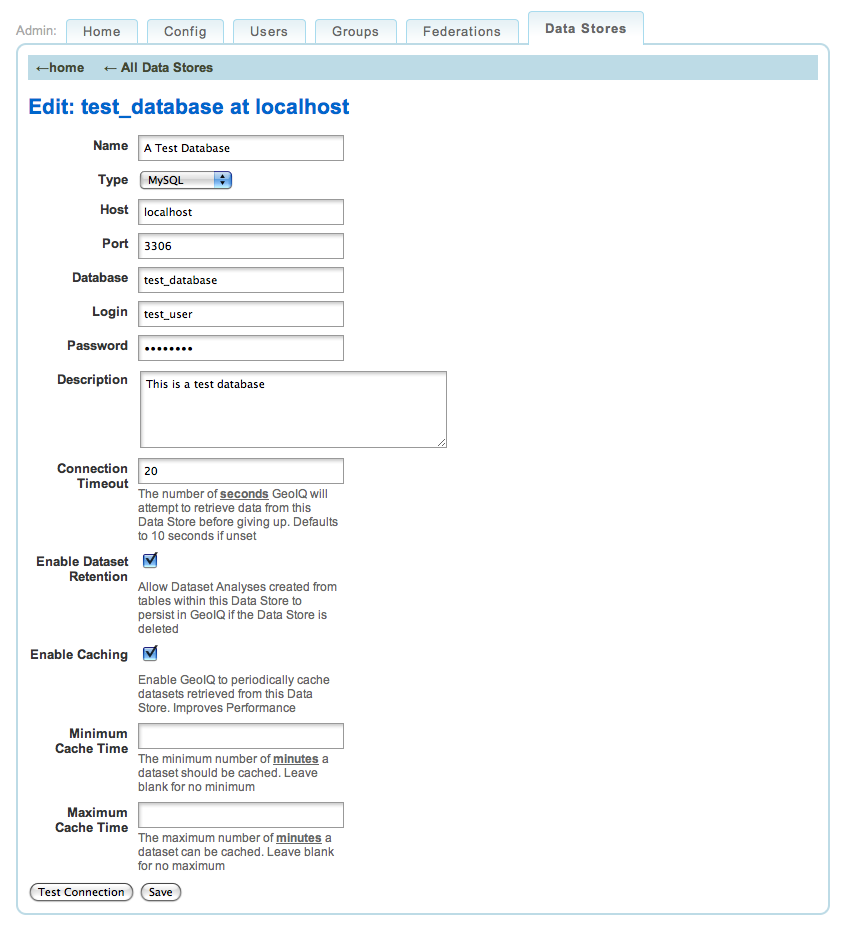 Admin: Home Config Users Groups Federations Data Stores
←home ← All Data Stores
Edit: test_database at localhost
Name A Test Database
Type MySQL
Host localhost
Port 3306
Database test_database
Login test_user
Password ••••••••
Description This is a test database
Connection Timeout 20
The number of seconds GeoIQ will
attempt to retrieve data from this
Data Store before giving up. Defaults
to 10 seconds if unset
Enable Dataset
Retention
Allow Dataset Analyses created from
tables within this Data Store to
persist in GeoIQ if the Data Store is
deleted
Enable Caching
Enable GeoIQ to periodically cache
datasets retrieved from this Data
Store. Improves Performance
Minimum
Cache Time
The minimum number of minutes a
dataset should be cached. Leave
blank for no minimum
Maximum
Cache Time
The maximum number of minutes a
dataset can be cached. Leave blank
for no maximum
Test Connection Save